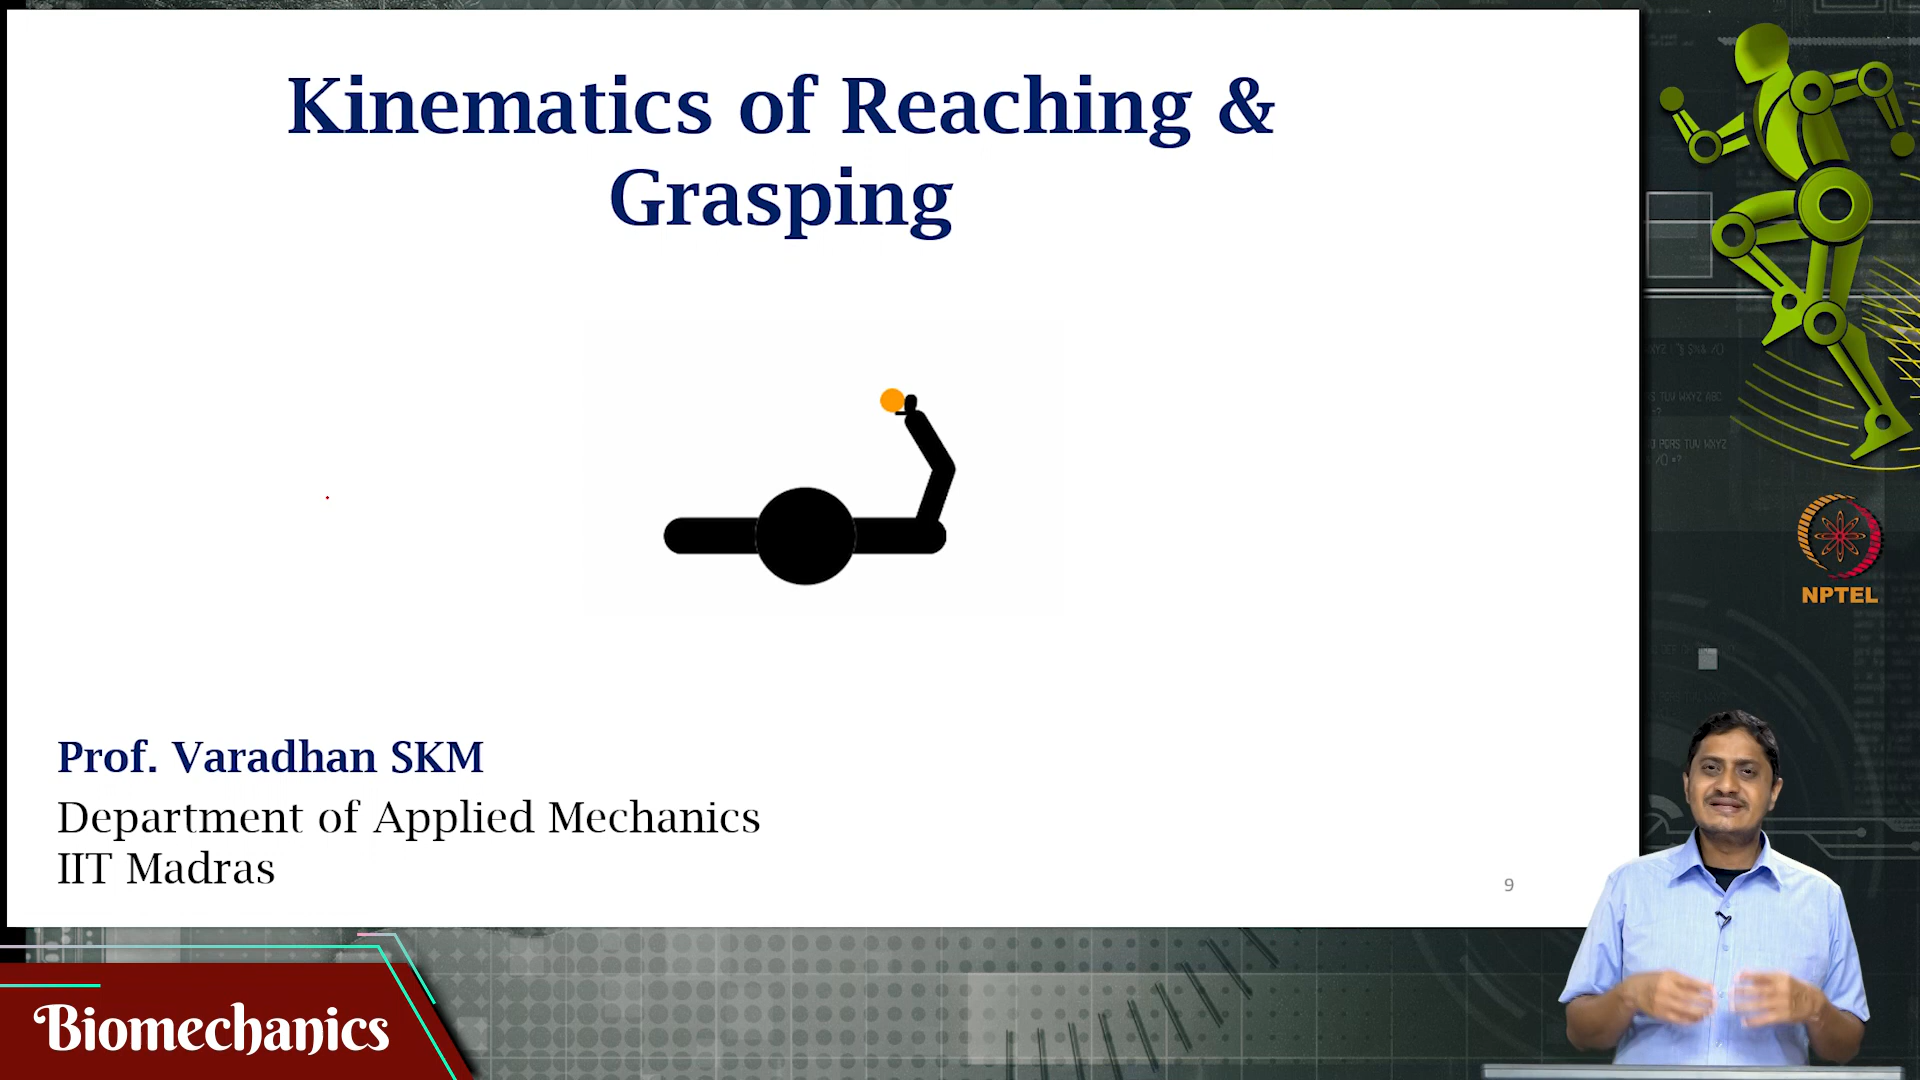 Kinematics of Reaching &
Grasping
Prof. Varadhan SKM
Department of Applied Mechanics
IIT Madras
9
NPTEL
Biomechanics